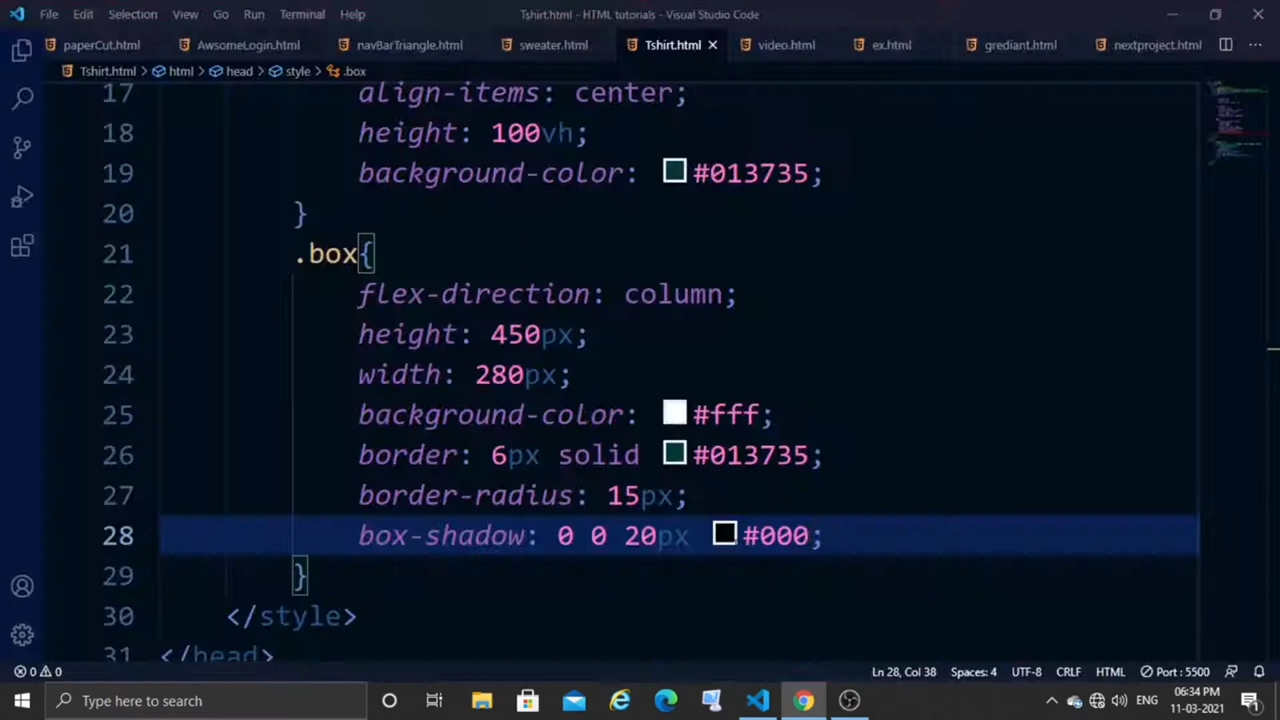 File Edit Selection View Go Run Terminal Help Tshirt.html - HTML tutorials - Visual Studio Code
paperCut.html AwsomeLogin.html navBarTriangle.html sweater.html Tshirt.html video.html ex.html grediant.html nextproject.html
Tshirt.html > html > head > style > .box
17 align-items: center;
18 height: 100vh;
19 background-color: #013735;
20 }
21 .box{
22 flex-direction: column;
23 height: 450px;
24 width: 280px;
25 background-color: #fff;
26 border: 6px solid #013735;
27 border-radius: 15px;
28 box-shadow: 0 0 20px #000;
29 }
30 </style>
31 </head>
0 0 Ln 28, Col 38 Spaces: 4 UTF-8 CRLF HTML Port : 5500
Type here to search ENG 06:34 PM
11-03-2021 1